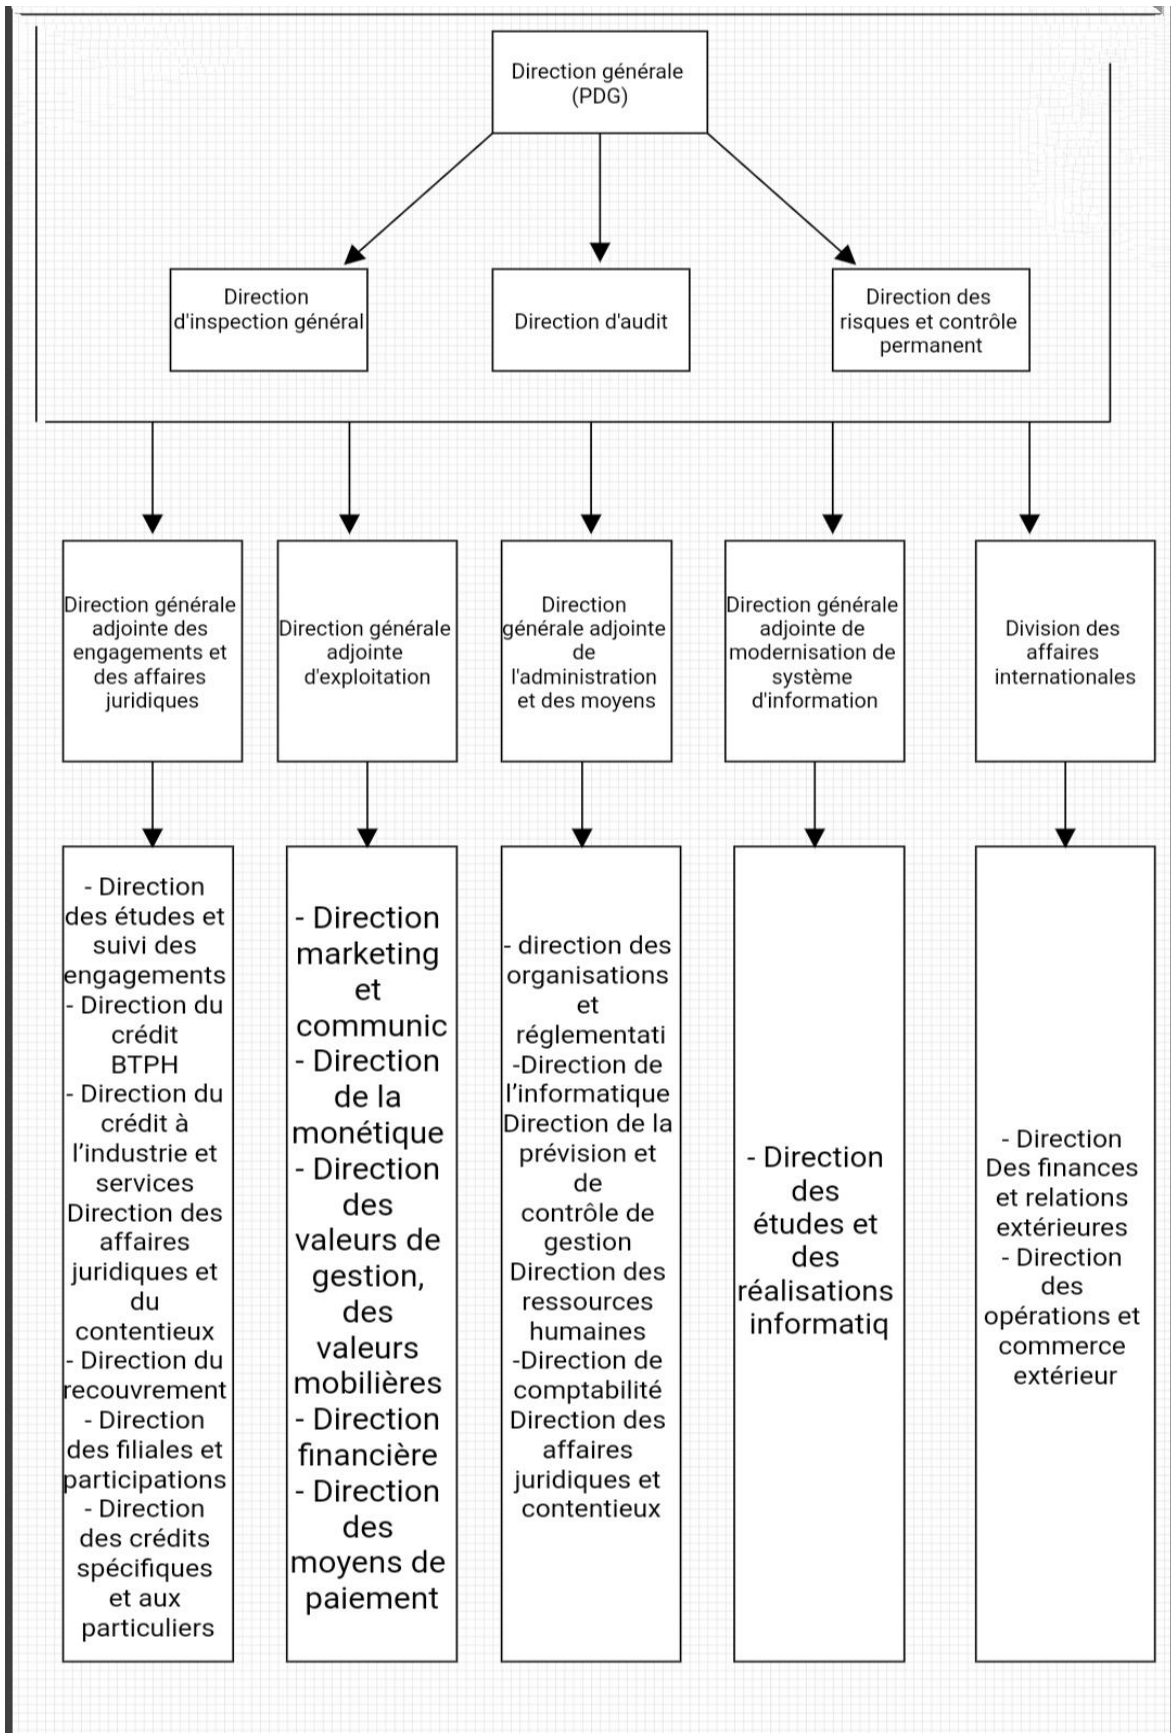 Direction générale
(PDG)
Direction
d'inspection général
Direction d'audit
Direction des
risques et contrôle
permanent
Direction générale
adjointe des
engagements et
des affaires
juridiques
Direction générale
adjointe
d'exploitation
Direction
générale adjointe
de
l'administration
et des moyens
Direction générale
adjointe de
modernisation de
système
d'information
Division des
affaires
internationales
- Direction
des études et
suivi des
engagements
- Direction du
crédit
BTPH
- Direction du
crédit à
l’industrie et
services
Direction des
affaires
juridiques et
du
contentieux
- Direction du
recouvrement
- Direction
des filiales et
participations
- Direction
des crédits
spécifiques
et aux
particuliers
- Direction
marketing
et
communic
- Direction
de la
monétique
- Direction
des
valeurs de
gestion,
des
valeurs
mobilières
- Direction
financière
- Direction
des
moyens de
paiement
- direction des
organisations
et
réglementati
-Direction de
l’informatique
Direction de la
prévision et
de
contrôle de
gestion
Direction des
ressources
humaines
-Direction de
comptabilité
Direction des
affaires
juridiques et
contentieux
- Direction
des
études et
des
réalisations
informatiq
- Direction
Des finances
et relations
extérieures
- Direction
des
opérations et
commerce
extérieur